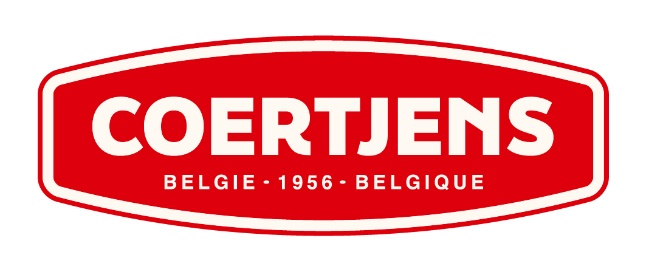 COERTJENS
BELGIE - 1956 - BELGIQUE